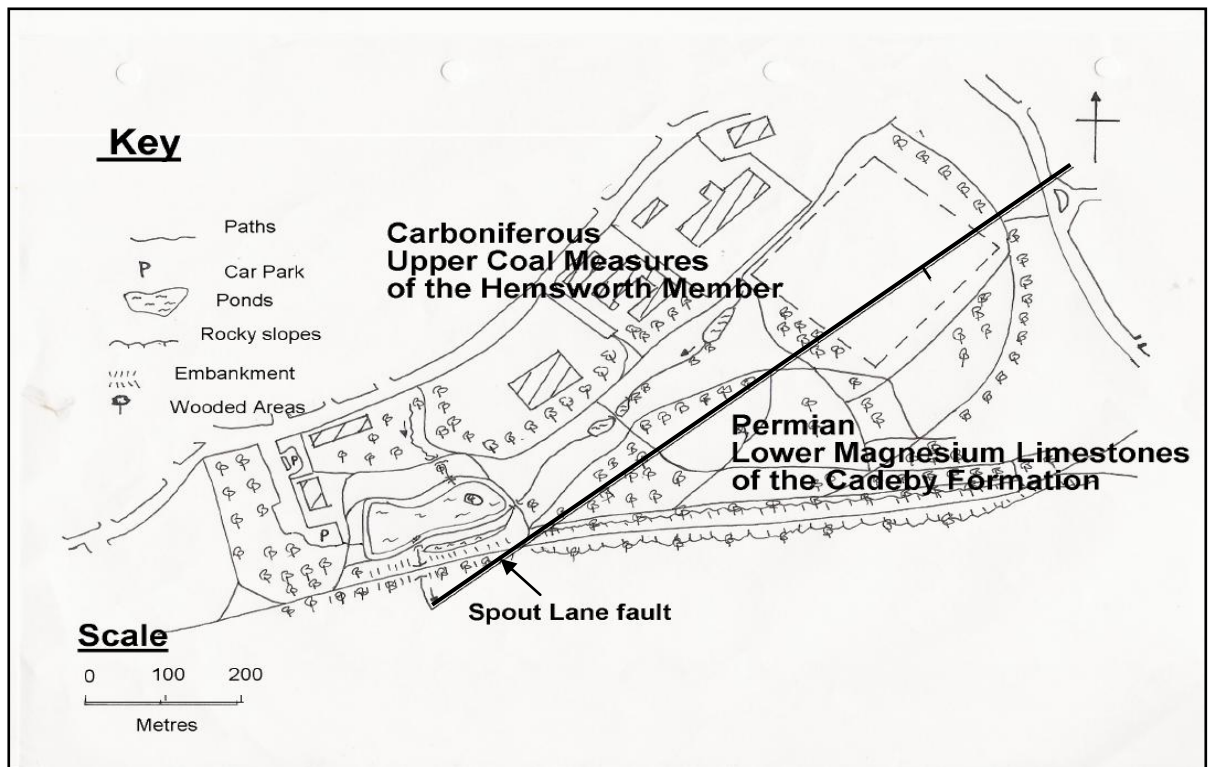 Key
Paths
P
Car Park
Ponds
Rocky slopes
Embankment
Wooded Areas
Carboniferous
Upper Coal Measures
of the Hemsworth Member
P
P
Permian
Lower Magnesium Limestones
of the Cadeby Formation
Spout Lane fault
Scale
0 100 200
Metres